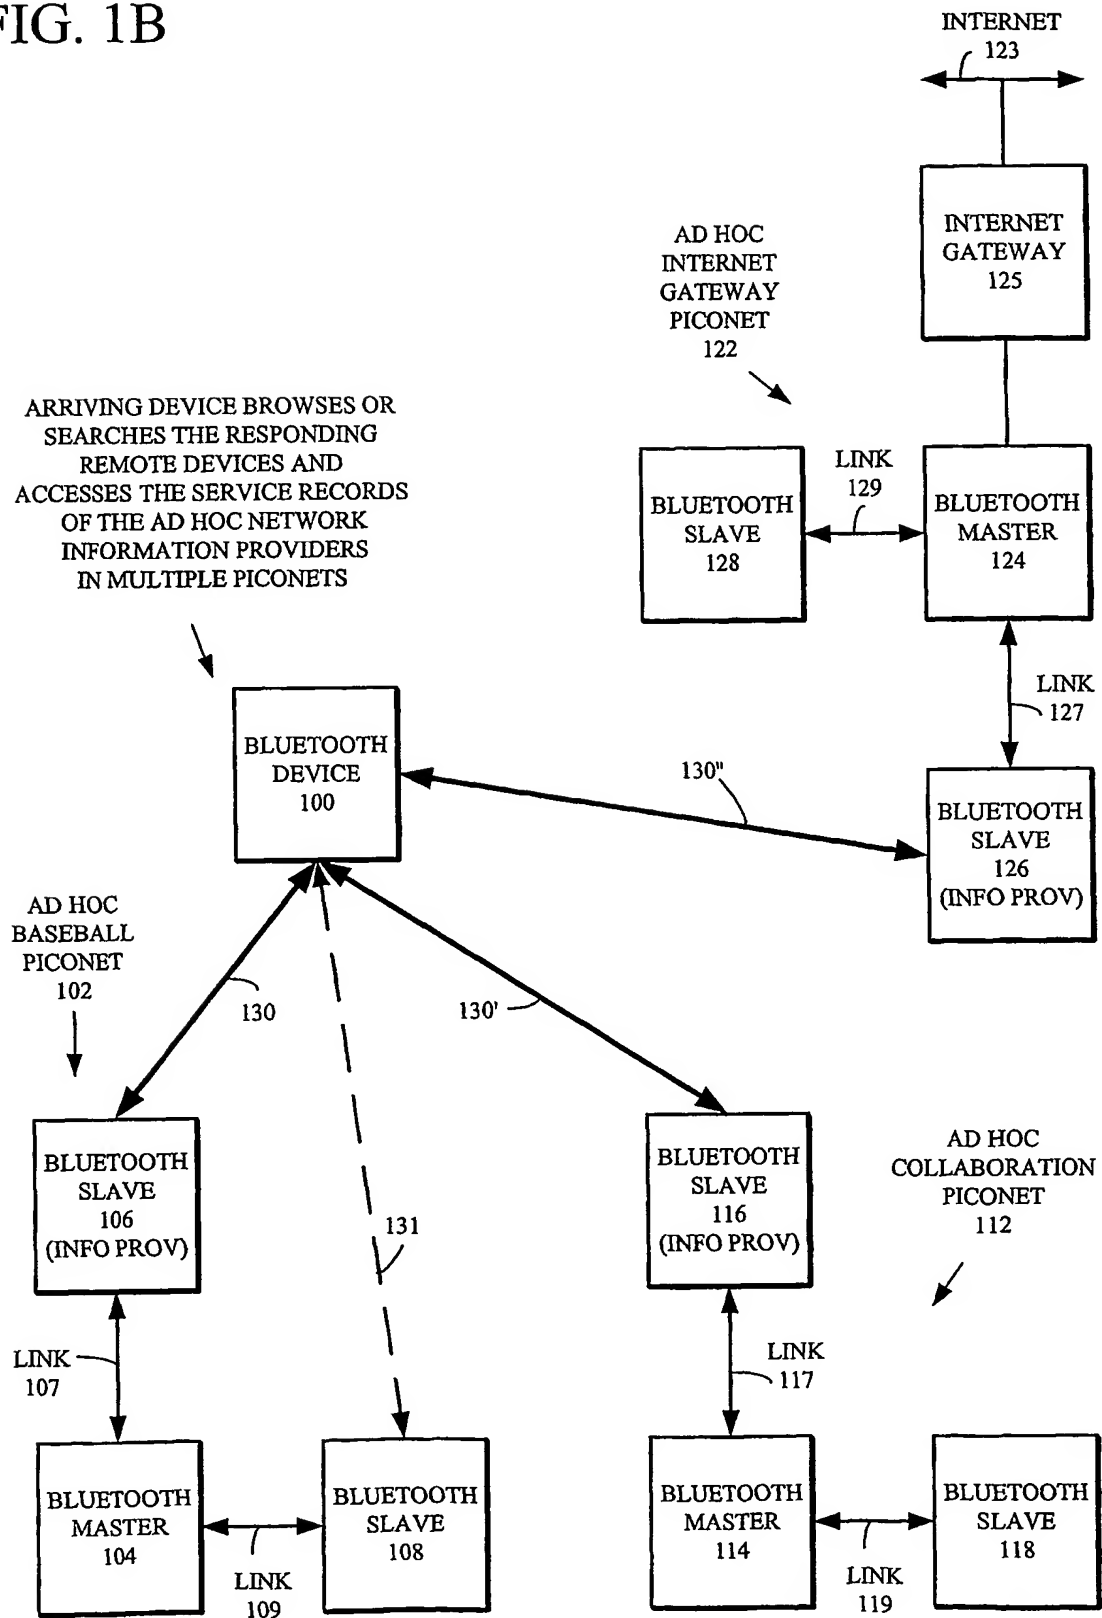 FIG. 1B
INTERNET
123
INTERNET
GATEWAY
125
AD HOC
INTERNET
GATEWAY
PICONET
122
ARRIVING DEVICE BROWSES OR
SEARCHES THE RESPONDING
REMOTE DEVICES AND
ACCESSES THE SERVICE RECORDS
OF THE AD HOC NETWORK
INFORMATION PROVIDERS
IN MULTIPLE PICONETS
BLUETOOTH
SLAVE
128
LINK
129
BLUETOOTH
MASTER
124
LINK
127
BLUETOOTH
DEVICE
100
130"
BLUETOOTH
SLAVE
126
(INFO PROV)
AD HOC
BASEBALL
PICONET
102
130
130'
BLUETOOTH
SLAVE
106
(INFO PROV)
131
BLUETOOTH
SLAVE
116
(INFO PROV)
AD HOC
COLLABORATION
PICONET
112
LINK
107
LINK
117
BLUETOOTH
MASTER
104
LINK
109
BLUETOOTH
SLAVE
108
BLUETOOTH
MASTER
114
LINK
119
BLUETOOTH
SLAVE
118